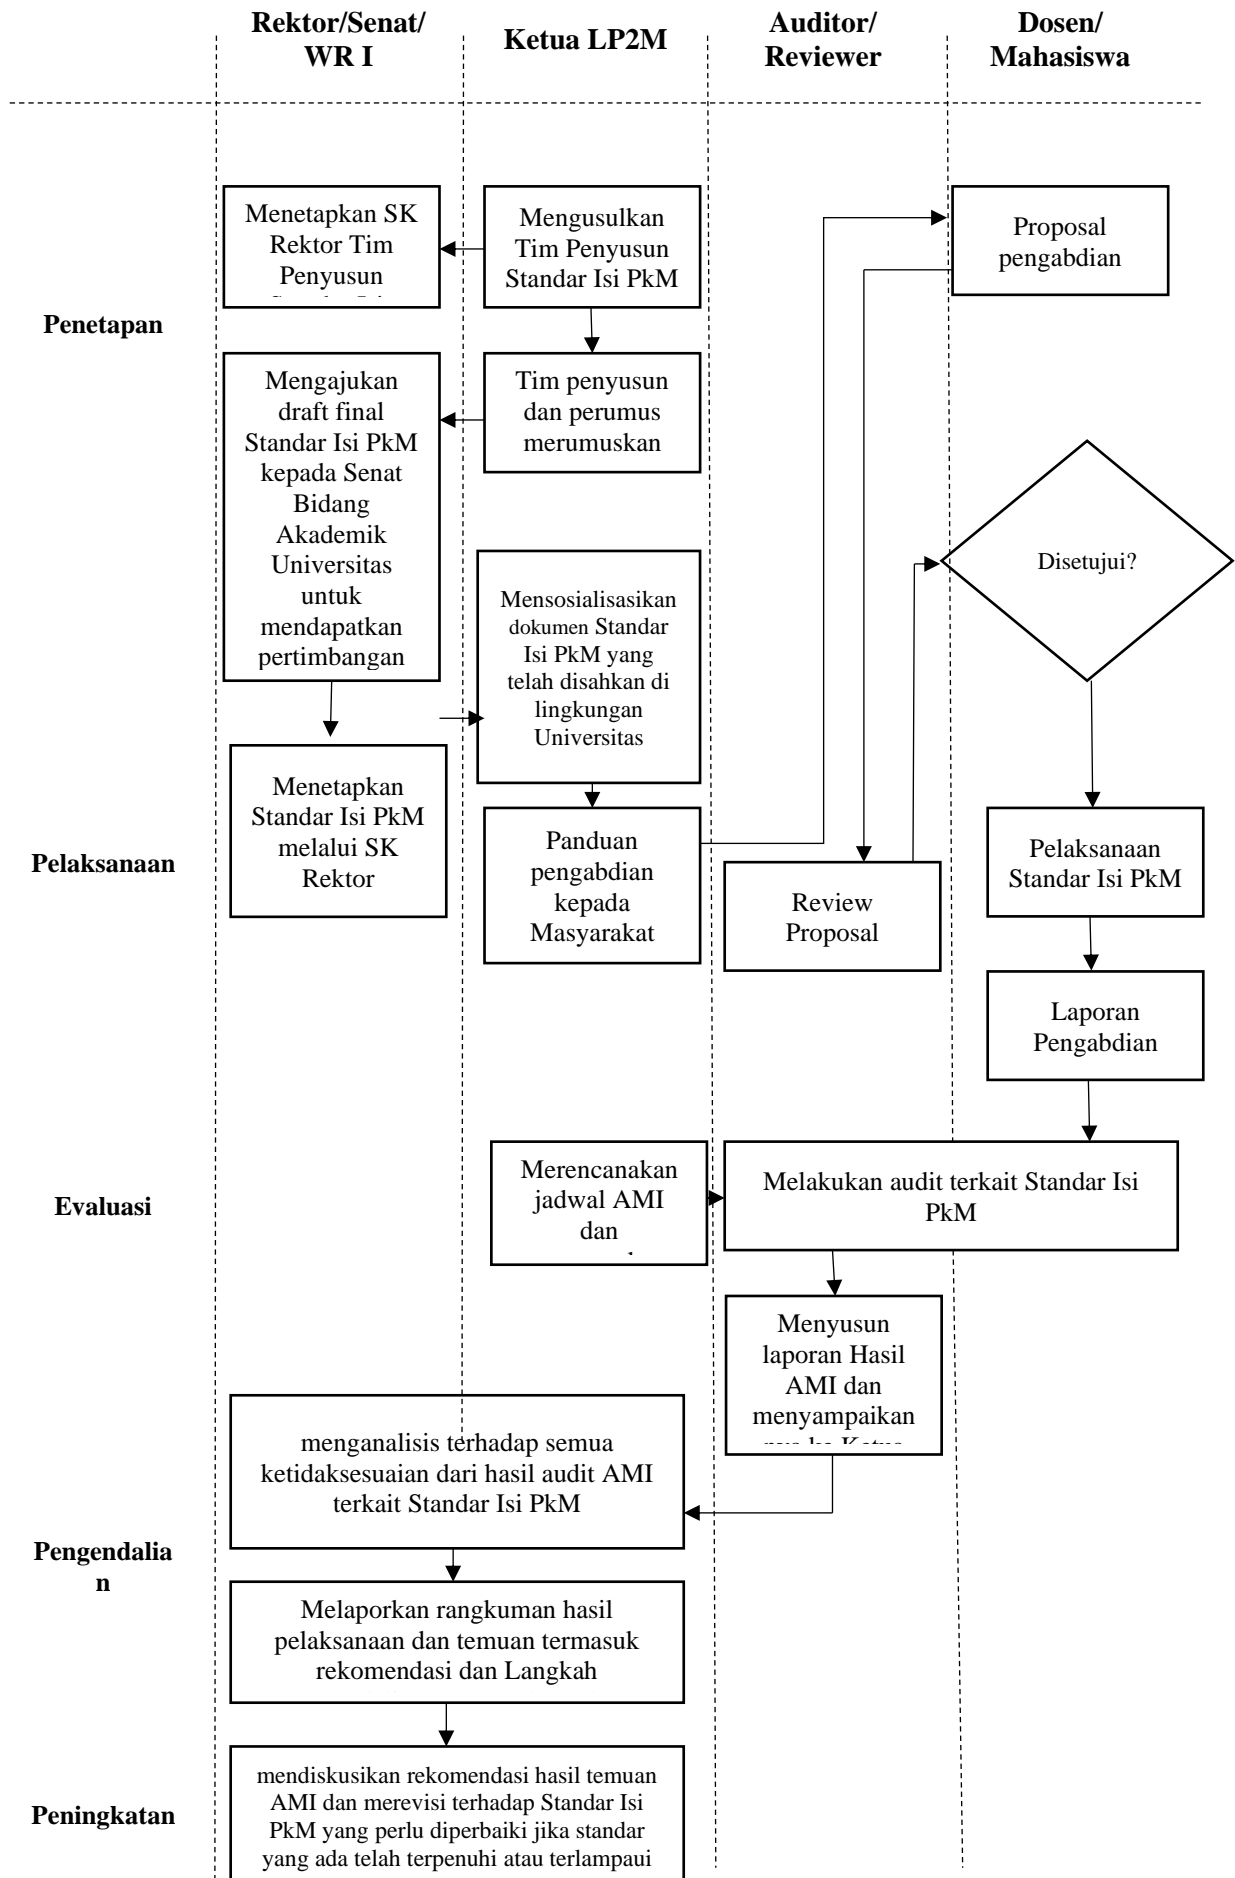 Rektor/Senat/
WR I
Ketua LP2M
Auditor/
Reviewer
Dosen/
Mahasiswa
Penetapan
Menetapkan SK
Rektor Tim
Penyusun
Mengusulkan
Tim Penyusun
Standar Isi PkM
Proposal
pengabdian
Mengajukan
draft final
Standar Isi PkM
kepada Senat
Bidang
Akademik
Universitas
untuk
mendapatkan
pertimbangan
Tim penyusun
dan perumus
merumuskan
Disetujui?
Mensosialisasikan
dokumen Standar
Isi PkM yang
telah disahkan di
lingkungan
Universitas
Pelaksanaan
Menetapkan
Standar Isi PkM
melalui SK
Rektor
Panduan
pengabdian
kepada
Masyarakat
Review
Proposal
Pelaksanaan
Standar Isi PkM
Laporan
Pengabdian
Evaluasi
Merencanakan
jadwal AMI
dan
Melakukan audit terkait Standar Isi
PkM
Menyusun
laporan Hasil
AMI dan
menyampaikan
Pengendalia
n
menganalisis terhadap semua
ketidaksesuaian dari hasil audit AMI
terkait Standar Isi PkM
Melaporkan rangkuman hasil
pelaksanaan dan temuan termasuk
rekomendasi dan Langkah
Peningkatan
mendiskusikan rekomendasi hasil temuan
AMI dan merevisi terhadap Standar Isi
PkM yang perlu diperbaiki jika standar
yang ada telah terpenuhi atau terlampaui